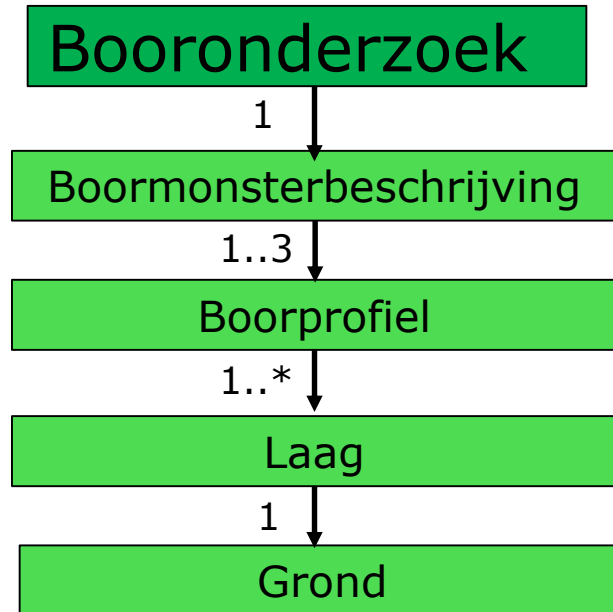 Booronderzoek
1
Boormonsterbeschrijving
1..3
Boorprofiel
1..*
Laag
1
Grond